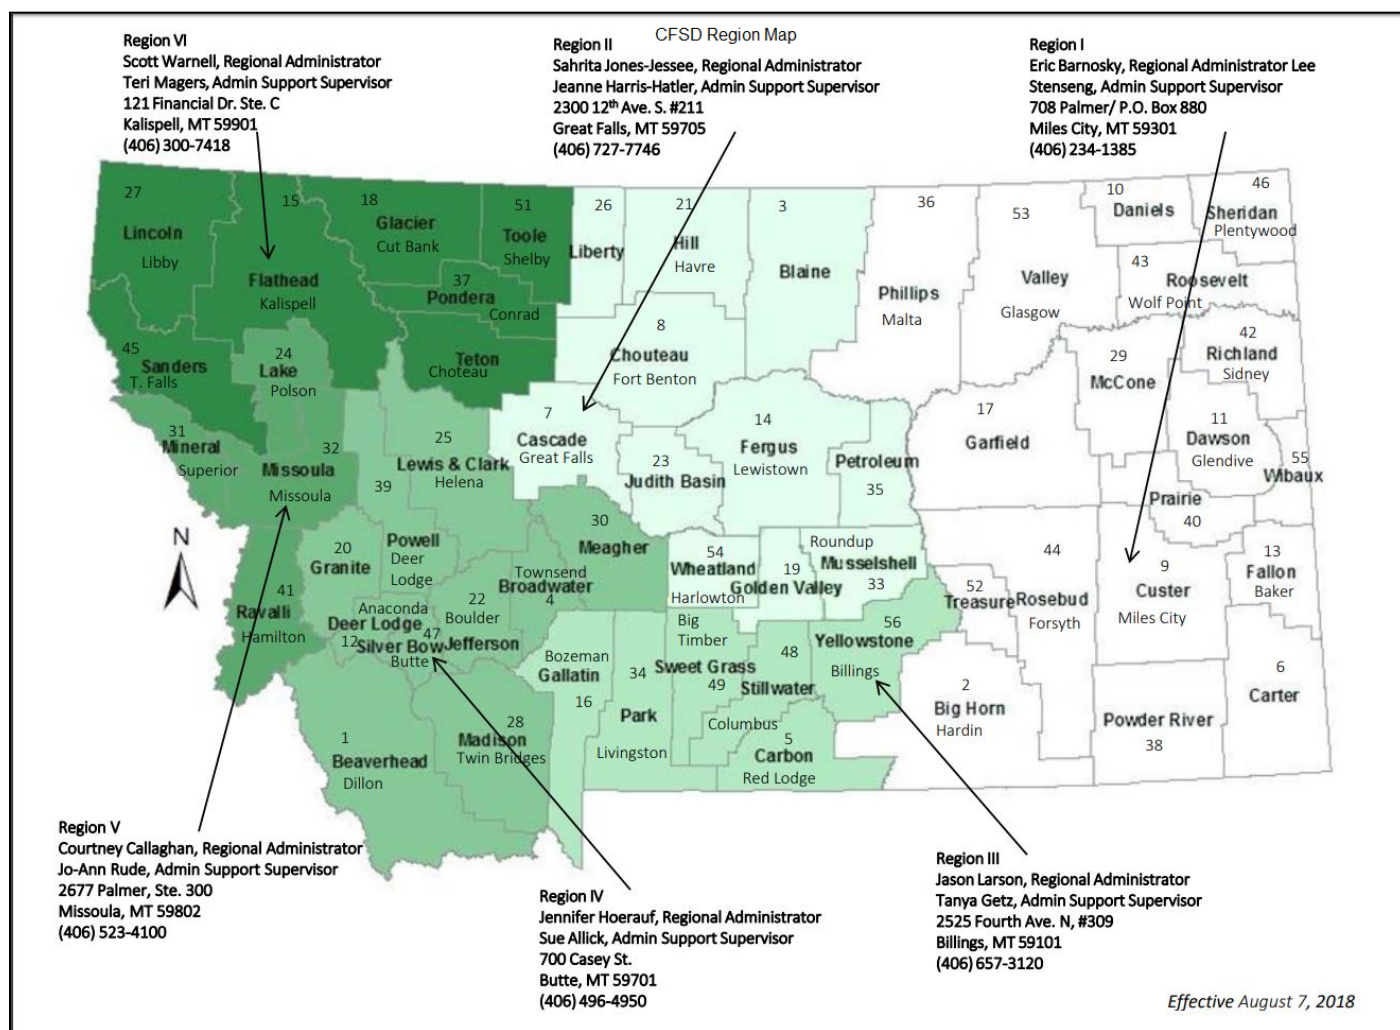 CFSD Region Map
Region VI
Scott Warnell, Regional Administrator
Teri Magers, Admin Support Supervisor
121 Financial Dr. Ste. C
Kalispell, MT 59901
(406) 300-7418
Region II
Sahrita Jones-Jessee, Regional Administrator
Jeanne Harris-Hatler, Admin Support Supervisor
2300 12th Ave. S. #211
Great Falls, MT 59705
(406) 727-7746
Region I
Eric Barnosky, Regional Administrator Lee
Stenseng, Admin Support Supervisor
708 Palmer/ P.O. Box 880
Miles City, MT 59301
(406) 234-1385
27
Lincoln
Libby
15
Flathead
Kalispell
18
Glacier
Cut Bank
51
Toole
Shelby
37
Pondera
Conrad
Teton
Choteau
45
Sanders
T. Falls
26
Liberty
21
Hill
Havre
3
Blaine
8
Chouteau
Fort Benton
36
Phillips
Malta
53
Valley
Glasgow
10
Daniels
46
Sheridan
Plentywood
43
Roosevelt
Wolf Point
42
Richland
Sidney
29
McCone
17
Garfield
11
Dawson
Glendive
55
Wibaux
Prairie
40
24
Lake
Polson
31
Mineral
Superior
32
Missoula
Missoula
25
Lewis & Clark
Helena
39
Powell
Deer
Lodge
7
Cascade
Great Falls
23
Judith Basin
14
Fergus
Lewistown
Petroleum
35
N
20
Granite
41
Ravalli
Hamilton
30
Meagher
Townsend
Broadwater
4
22
Boulder
Jefferson
Anaconda
Deer Lodge
12
47
Silver Bow
Butte
54
Wheatland
Harlowton
19
Golden Valley
Roundup
Musselshell
33
52
Treasure
44
Rosebud
Forsyth
9
Custer
Miles City
13
Fallon
Baker
6
Carter
Powder River
38
2
Big Horn
Hardin
56
Yellowstone
Billings
Big
Timber
Sweet Grass
49
48
Stillwater
Columbus
5
Carbon
Red Lodge
Bozeman
Gallatin
16
34
Park
Livingston
28
Madison
Twin Bridges
1
Beaverhead
Dillon
Region V
Courtney Callaghan, Regional Administrator
Jo-Ann Rude, Admin Support Supervisor
2677 Palmer, Ste. 300
Missoula, MT 59802
(406) 523-4100
Region IV
Jennifer Hoerauf, Regional Administrator
Sue Allick, Admin Support Supervisor
700 Casey St.
Butte, MT 59701
(406) 496-4950
Region III
Jason Larson, Regional Administrator
Tanya Getz, Admin Support Supervisor
2525 Fourth Ave. N, #309
Billings, MT 59101
(406) 657-3120
Effective August 7, 2018